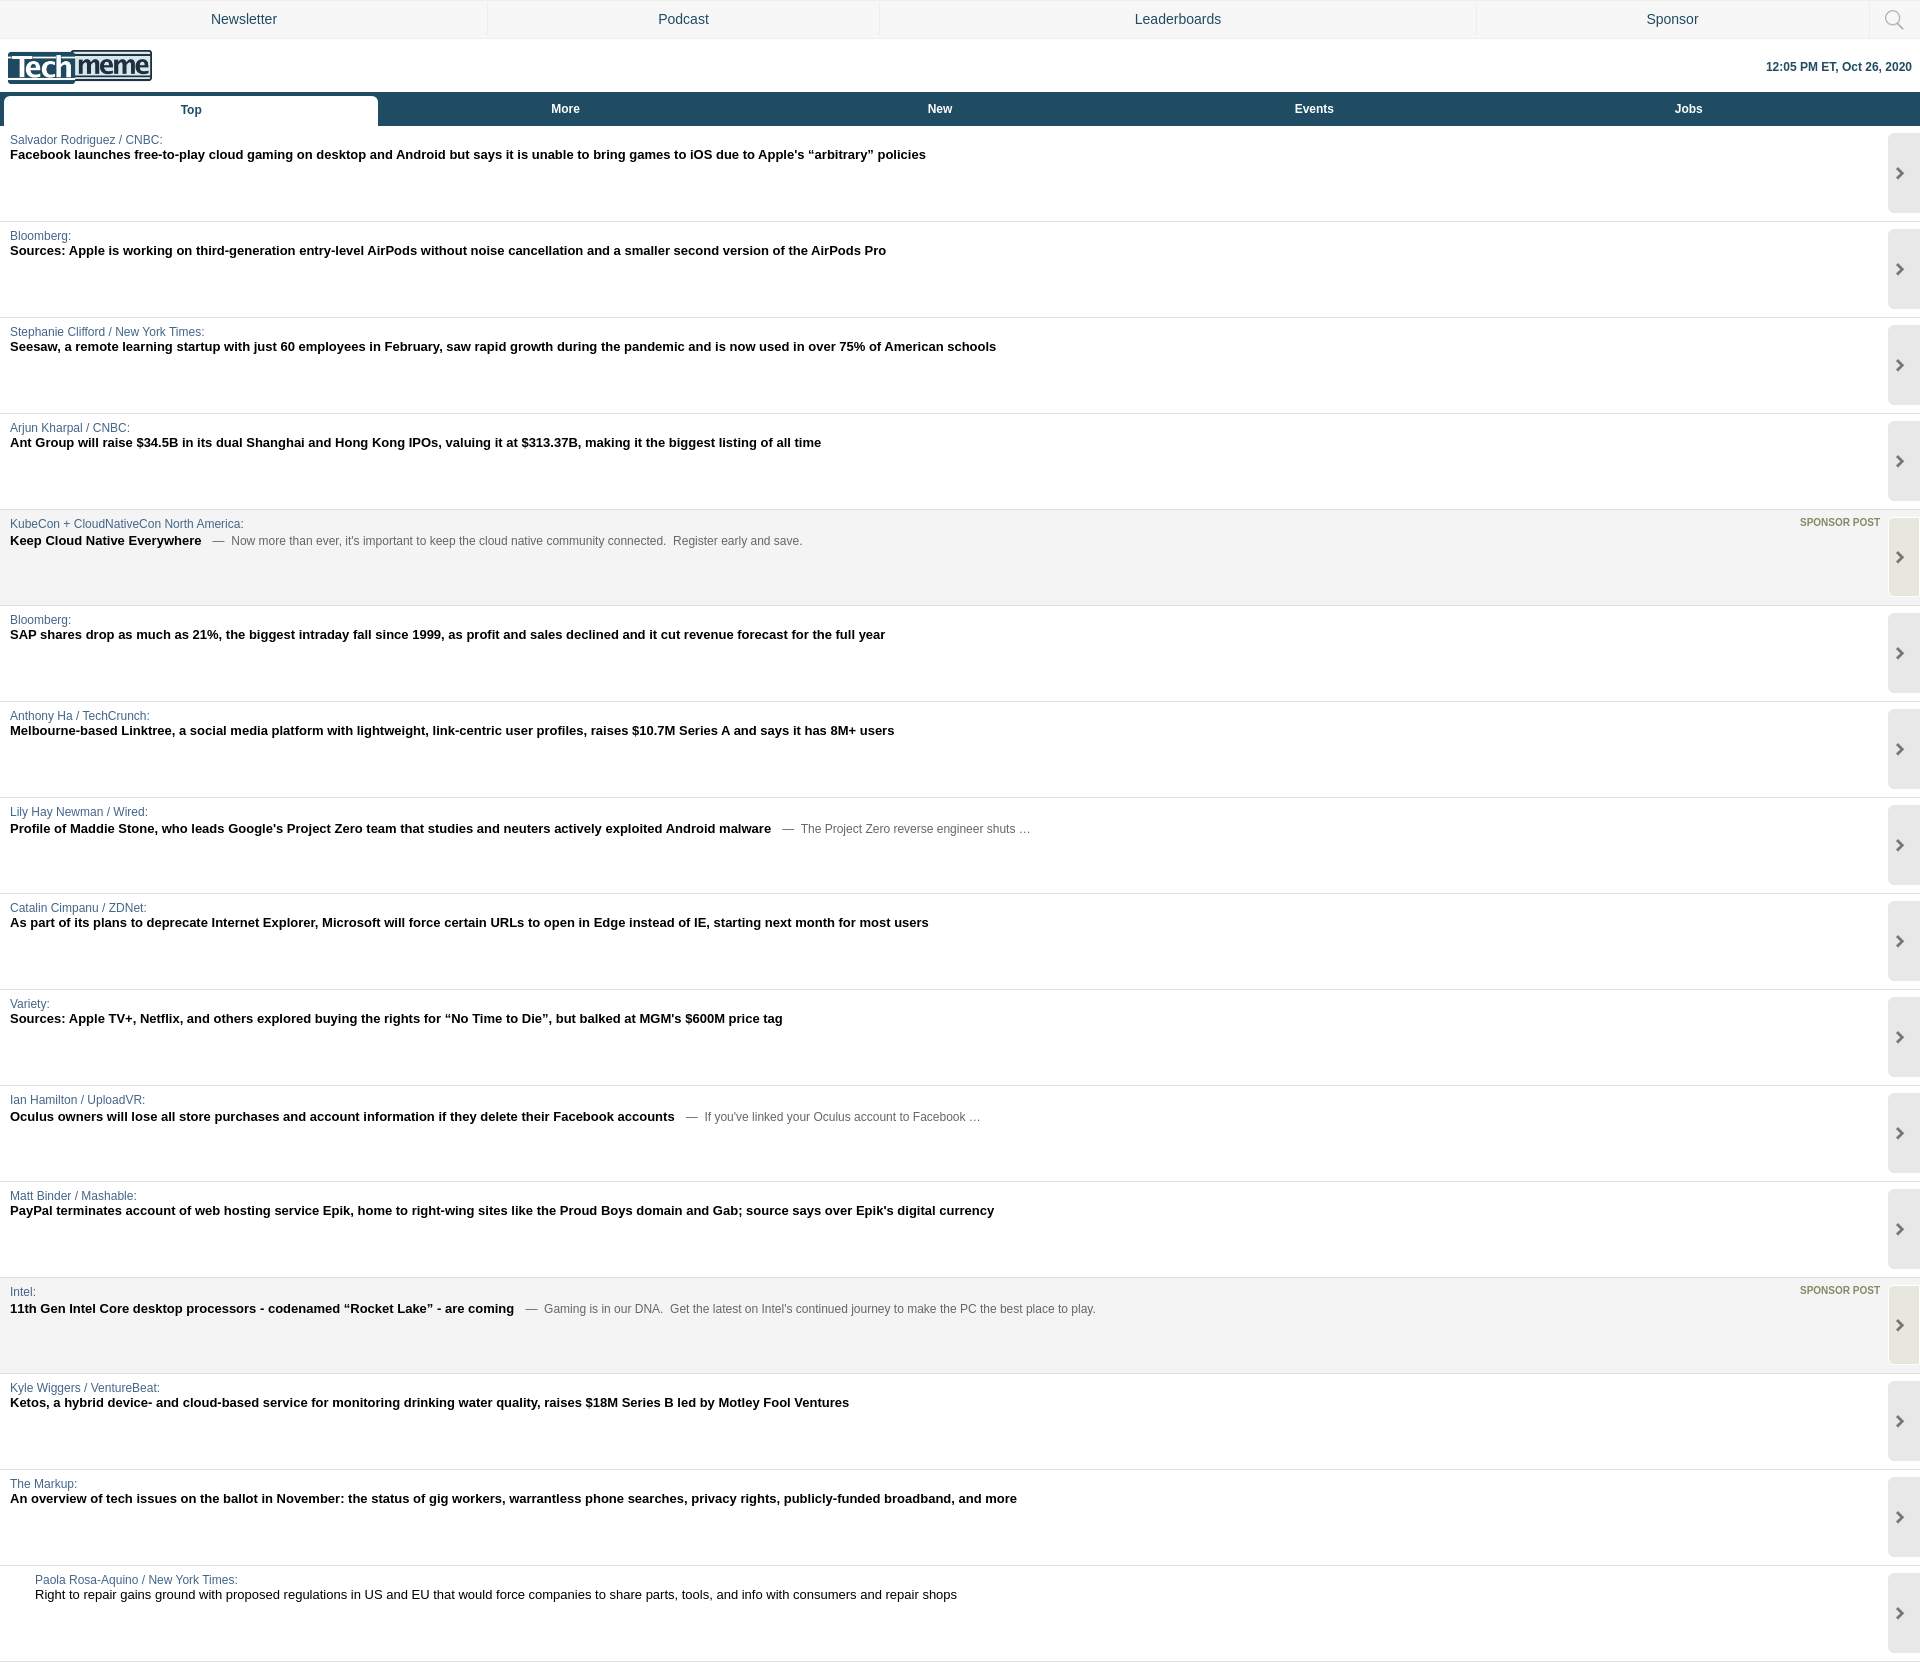 Newsletter
Podcast
Leaderboards
Sponsor
Techmeme
12:05 PM ET, Oct 26, 2020
Top
More
New
Events
Jobs
Salvador Rodriguez / CNBC:
Facebook launches free-to-play cloud gaming on desktop and Android but says it is unable to bring games to iOS due to Apple's “arbitrary” policies
Bloomberg:
Sources: Apple is working on third-generation entry-level AirPods without noise cancellation and a smaller second version of the AirPods Pro
Stephanie Clifford / New York Times:
Seesaw, a remote learning startup with just 60 employees in February, saw rapid growth during the pandemic and is now used in over 75% of American schools
Arjun Kharpal / CNBC:
Ant Group will raise $34.5B in its dual Shanghai and Hong Kong IPOs, valuing it at $313.37B, making it the biggest listing of all time
KubeCon + CloudNativeCon North America:
SPONSOR POST
Keep Cloud Native Everywhere — Now more than ever, it's important to keep the cloud native community connected. Register early and save.
Bloomberg:
SAP shares drop as much as 21%, the biggest intraday fall since 1999, as profit and sales declined and it cut revenue forecast for the full year
Anthony Ha / TechCrunch:
Melbourne-based Linktree, a social media platform with lightweight, link-centric user profiles, raises $10.7M Series A and says it has 8M+ users
Lily Hay Newman / Wired:
Profile of Maddie Stone, who leads Google's Project Zero team that studies and neuters actively exploited Android malware — The Project Zero reverse engineer shuts …
Catalin Cimpanu / ZDNet:
As part of its plans to deprecate Internet Explorer, Microsoft will force certain URLs to open in Edge instead of IE, starting next month for most users
Variety:
Sources: Apple TV+, Netflix, and others explored buying the rights for “No Time to Die”, but balked at MGM's $600M price tag
Ian Hamilton / UploadVR:
Oculus owners will lose all store purchases and account information if they delete their Facebook accounts — If you've linked your Oculus account to Facebook …
Matt Binder / Mashable:
PayPal terminates account of web hosting service Epik, home to right-wing sites like the Proud Boys domain and Gab; source says over Epik's digital currency
Intel:
SPONSOR POST
11th Gen Intel Core desktop processors - codenamed “Rocket Lake” - are coming — Gaming is in our DNA. Get the latest on Intel's continued journey to make the PC the best place to play.
Kyle Wiggers / VentureBeat:
Ketos, a hybrid device- and cloud-based service for monitoring drinking water quality, raises $18M Series B led by Motley Fool Ventures
The Markup:
An overview of tech issues on the ballot in November: the status of gig workers, warrantless phone searches, privacy rights, publicly-funded broadband, and more
Paola Rosa-Aquino / New York Times:
Right to repair gains ground with proposed regulations in US and EU that would force companies to share parts, tools, and info with consumers and repair shops